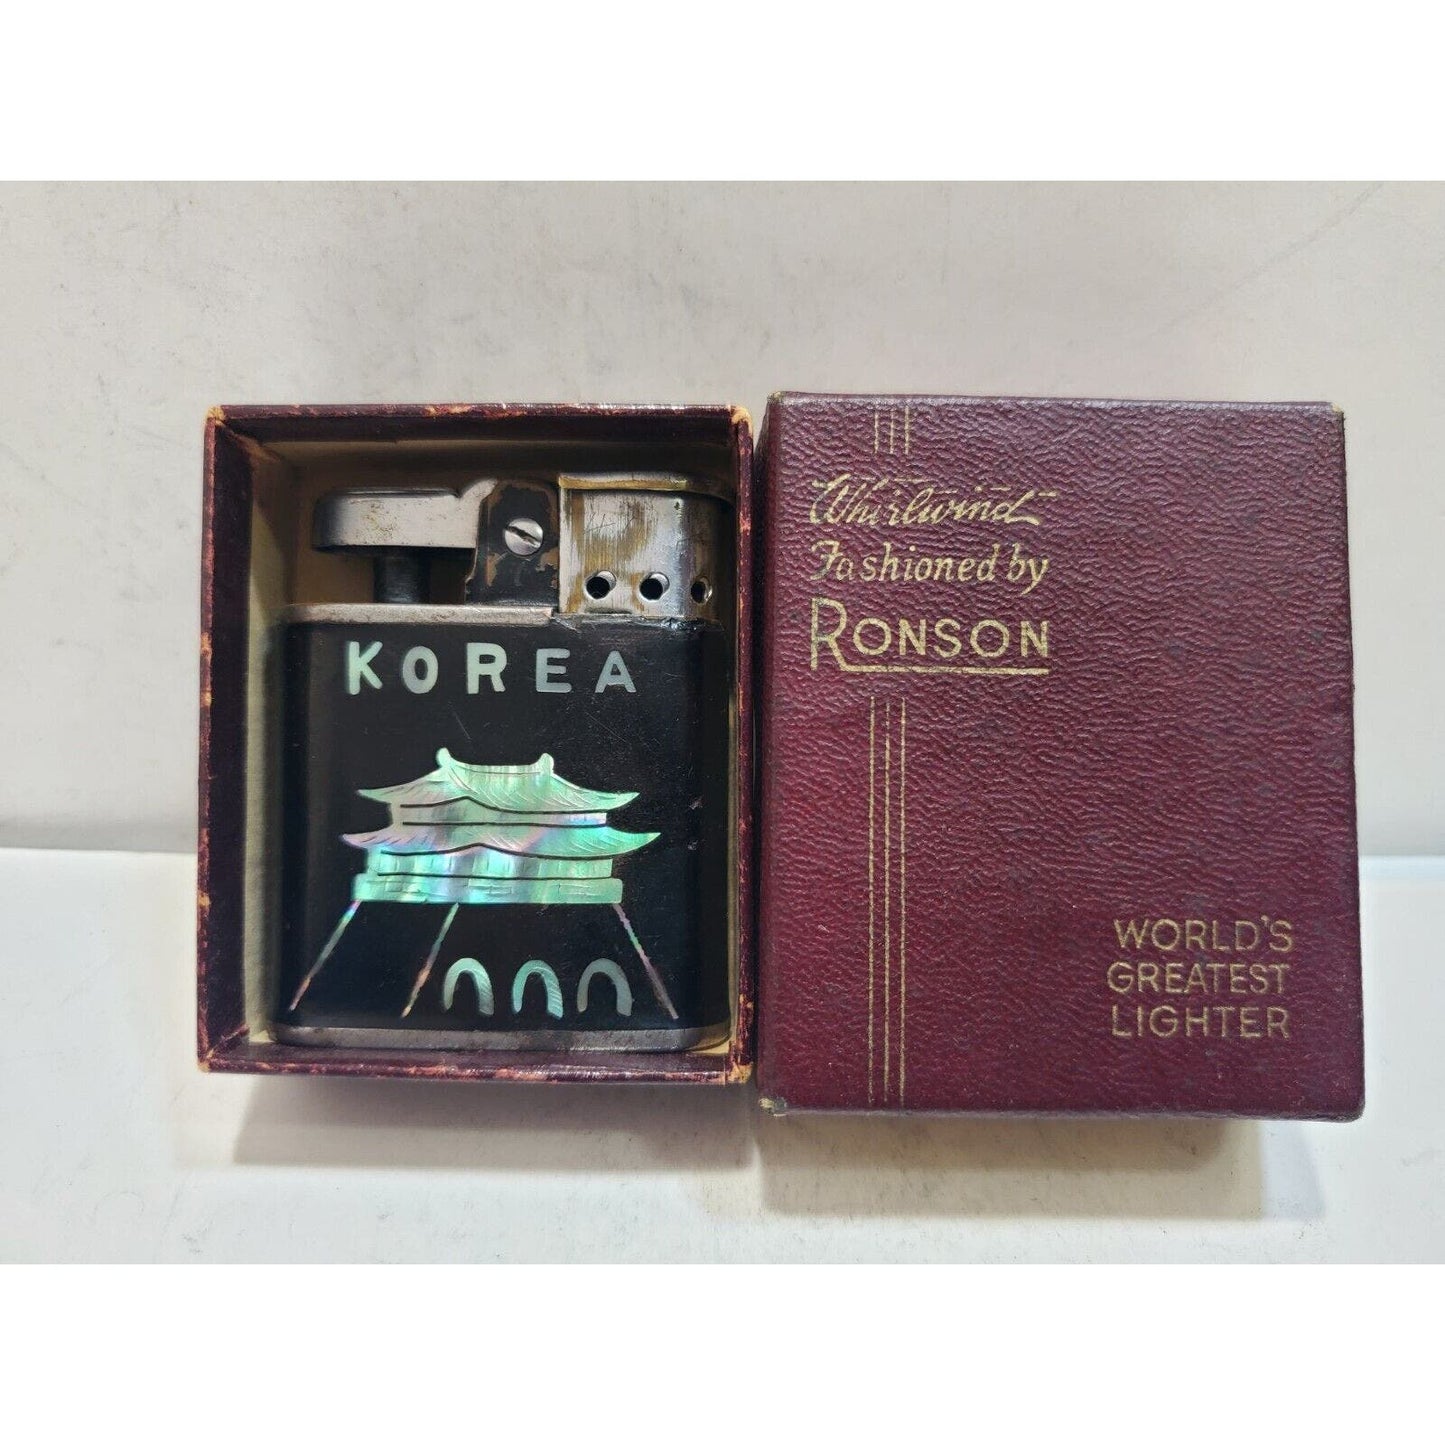 KOREA
Whirlwind
Fashioned by
RONSON
WORLD'S
GREATEST
LIGHTER